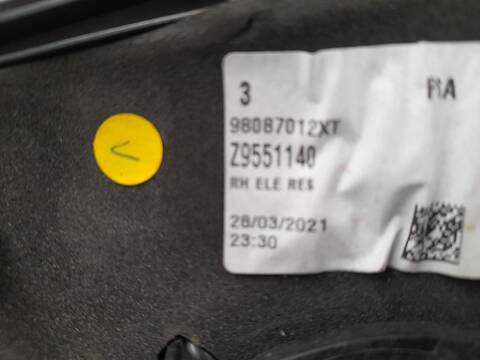 3 RA
98087012XT
Z9551140
RH ELE RES
28/03/2021
23:30